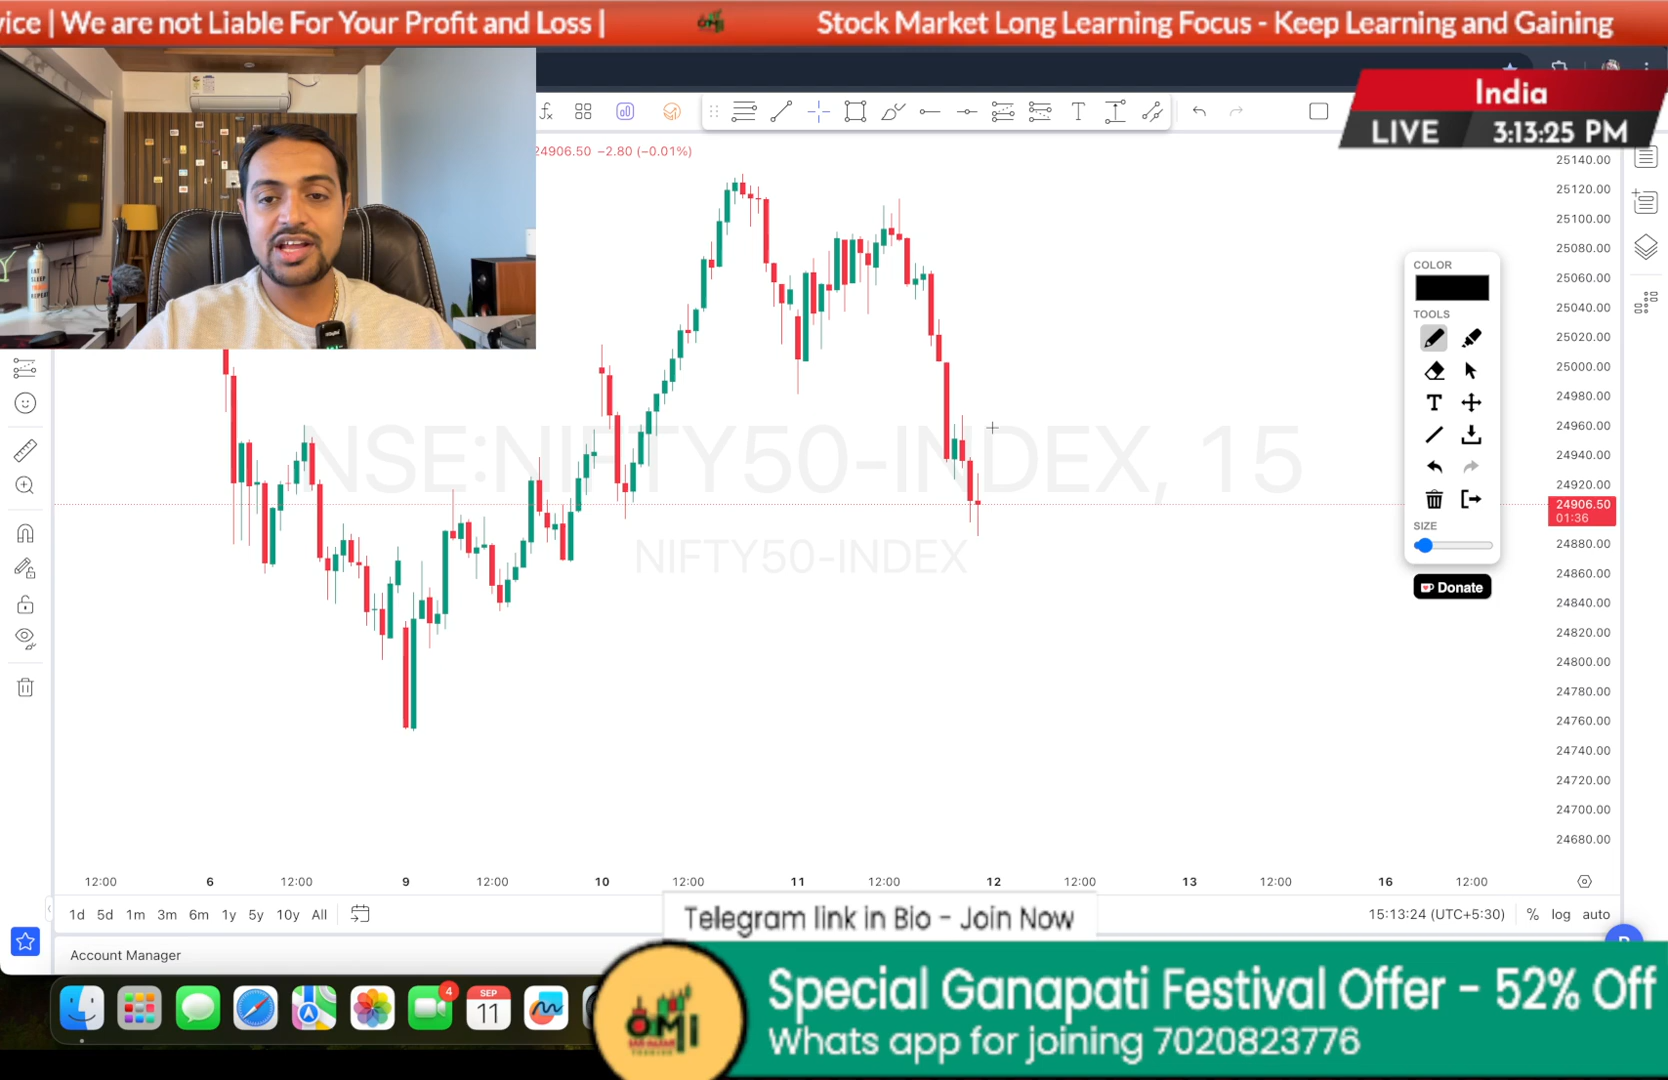 vice | We are not Liable For Your Profit and Loss |
Stock Market Long Learning Focus - Keep Learning and Gaining
India
LIVE 3:13:25 PM
24906.50 −2.80 (−0.01%)
NSE:NIFTY50-INDEX, 15
NIFTY50-INDEX
25140.00
25120.00
25100.00
25080.00
25060.00
25040.00
25020.00
25000.00
24980.00
24960.00
24940.00
24920.00
24906.50
01:36
24880.00
24860.00
24840.00
24820.00
24800.00
24780.00
24760.00
24740.00
24720.00
24700.00
24680.00
COLOR
TOOLS
T
SIZE
Donate
12:00 6 12:00 9 12:00 10 12:00 11 12:00 12 12:00 13 12:00 16 12:00
1d 5d 1m 3m 6m 1y 5y 10y All
15:13:24 (UTC+5:30) % log auto
Telegram link in Bio - Join Now
Account Manager
4
SEP
11
OMi
Special Ganapati Festival Offer - 52% Off
Whats app for joining 7020823776